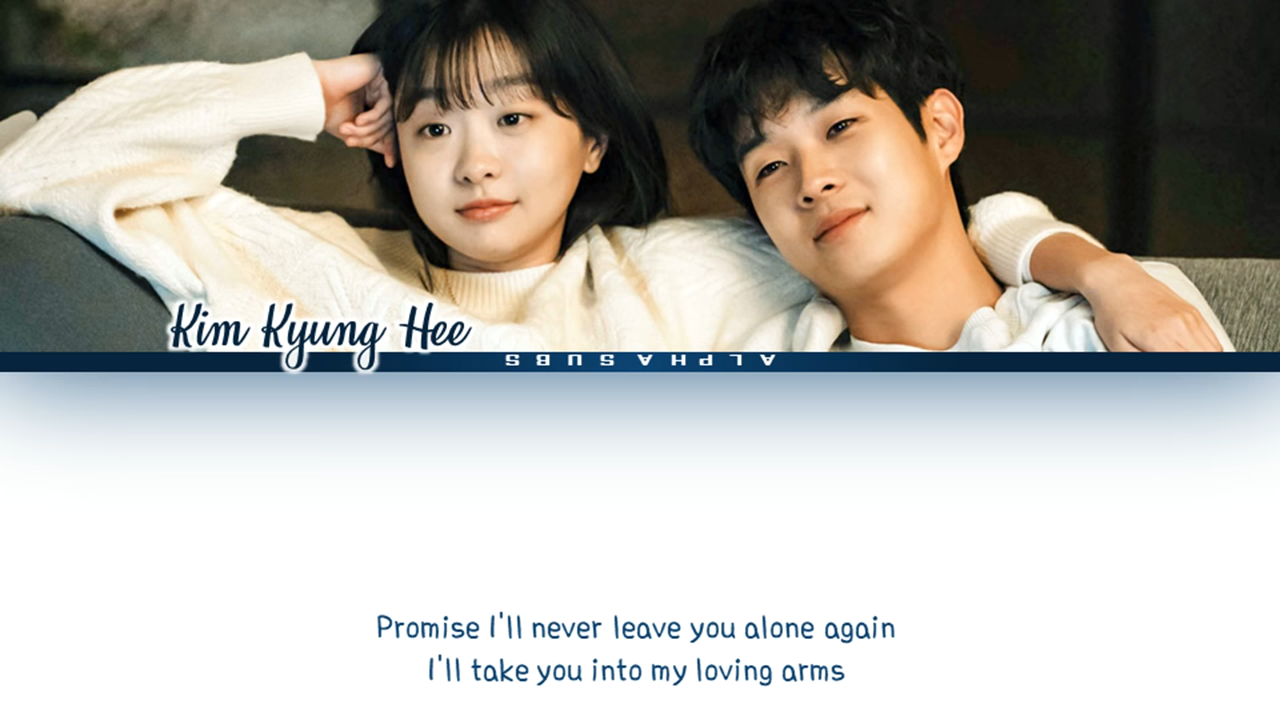 Kim Kyung Hee
ALPHASUBS
Promise I'll never leave you alone again
I'll take you into my loving arms